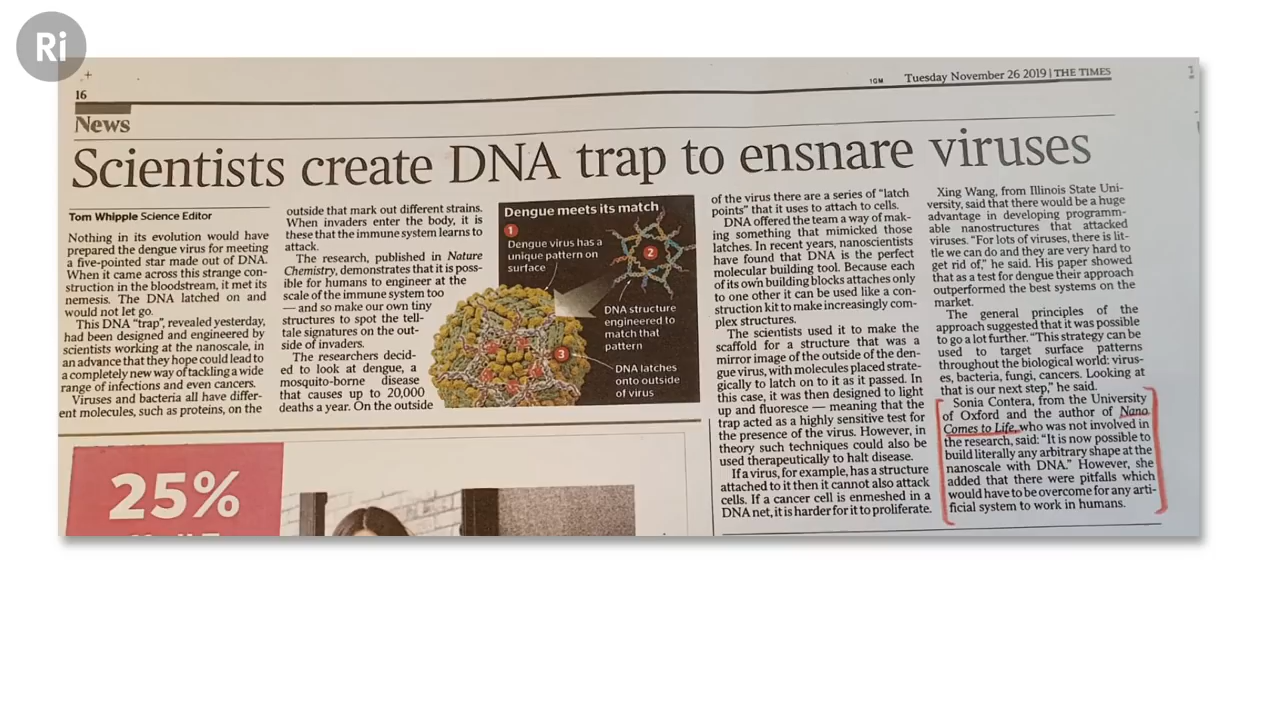 Ri
16
Tuesday November 26 2019 | THE TIMES
1GM
News
Scientists create DNA trap to ensnare viruses
Tom Whipple Science Editor
Nothing in its evolution would have
prepared the dengue virus for meeting
a five-pointed star made out of DNA.
When it came across this strange con-
struction in the bloodstream, it met its
nemesis. The DNA latched on and
would not let go.
This DNA “trap”, revealed yesterday,
had been designed and engineered by
scientists working at the nanoscale, in
an advance that they hope could lead to
a completely new way of tackling a wide
range of infections and even cancers.
Viruses and bacteria all have differ-
ent molecules, such as proteins, on the
outside that mark out different strains.
When invaders enter the body, it is
these that the immune system learns to
attack.
The research, published in Nature
Chemistry, demonstrates that it is poss-
ible for humans to engineer at the
scale of the immune system too
— and so make our own tiny
structures to spot the tell-
tale signatures on the out-
side of invaders.
The researchers decid-
ed to look at dengue, a
mosquito-borne disease
that causes up to 20,000
deaths a year. On the outside
Dengue meets its match
1
Dengue virus has a
unique pattern on
surface
2
DNA structure
engineered to
match that
pattern
3
DNA latches
onto outside
of virus
of the virus there are a series of “latch
points” that it uses to attach to cells.
DNA offered the team a way of mak-
ing something that mimicked those
latches. In recent years, nanoscientists
have found that DNA is the perfect
molecular building tool. Because each
of its own building blocks attaches only
to one other it can be used like a con-
struction kit to make increasingly com-
plex structures.
The scientists used it to make the
scaffold for a structure that was a
mirror image of the outside of the den-
gue virus, with molecules placed strate-
gically to latch on to it as it passed. In
this case, it was then designed to light
up and fluoresce — meaning that the
trap acted as a highly sensitive test for
the presence of the virus. However, in
theory such techniques could also be
used therapeutically to halt disease.
If a virus, for example, has a structure
attached to it then it cannot also attack
cells. If a cancer cell is enmeshed in a
DNA net, it is harder for it to proliferate.
Xing Wang, from Illinois State Uni-
versity, said that there would be a huge
advantage in developing programm-
able nanostructures that attacked
viruses. “For lots of viruses, there is lit-
tle we can do and they are very hard to
get rid of,” he said. His paper showed
that as a test for dengue their approach
outperformed the best systems on the
market.
The general principles of the
approach suggested that it was possible
to go a lot further. “This strategy can be
used to target surface patterns
throughout the biological world: virus-
es, bacteria, fungi, cancers. Looking at
that is our next step,” he said.
Sonia Contera, from the University
of Oxford and the author of Nano
Comes to Life, who was not involved in
the research, said: “It is now possible to
build literally any arbitrary shape at the
nanoscale with DNA.” However, she
added that there were pitfalls which
would have to be overcome for any arti-
ficial system to work in humans.
25%